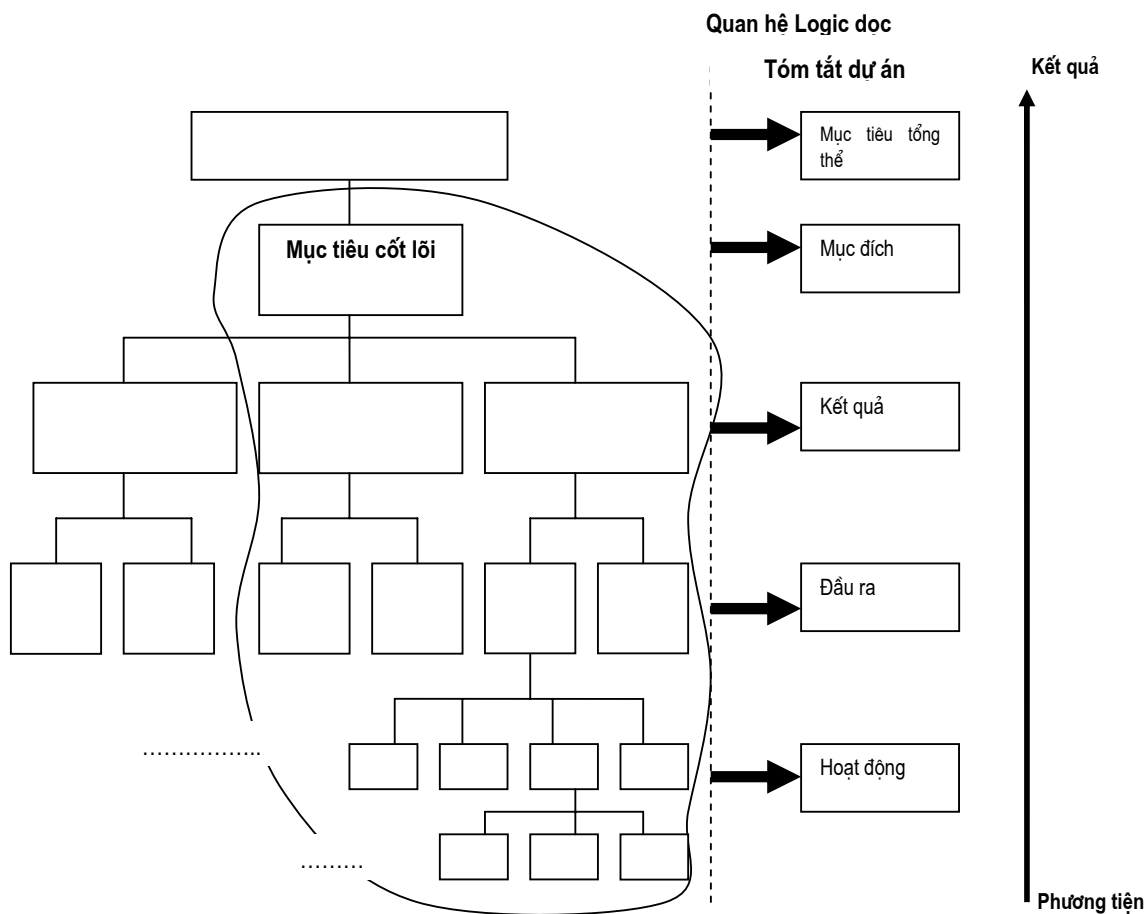 Quan hệ Logic dọc
Tóm tắt dự án
Kết quả
Mục tiêu tổng
thể
Mục tiêu cốt lõi
Mục đích
Kết quả
Đầu ra
……………...
Hoạt động
………
Phương tiện